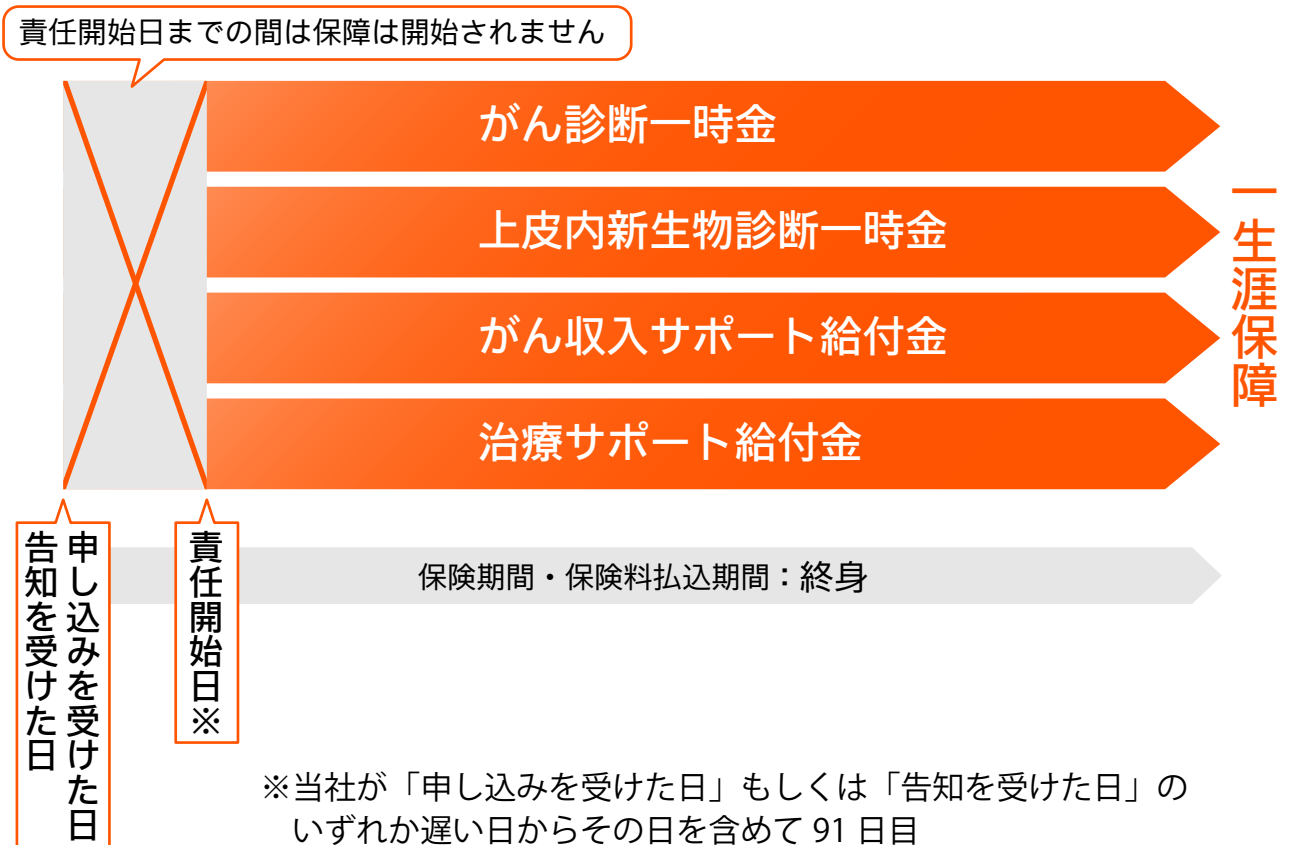 責任開始日までの間は保障は開始されません
がん診断一時金
上皮内新生物診断一時金
がん収入サポート給付金
治療サポート給付金
一生涯保障
申し込みを受けた日
告知を受けた日
責任開始日※
保険期間・保険料払込期間：終身
※当社が「申し込みを受けた日」もしくは「告知を受けた日」の
いずれか遅い日からその日を含めて 91 日目